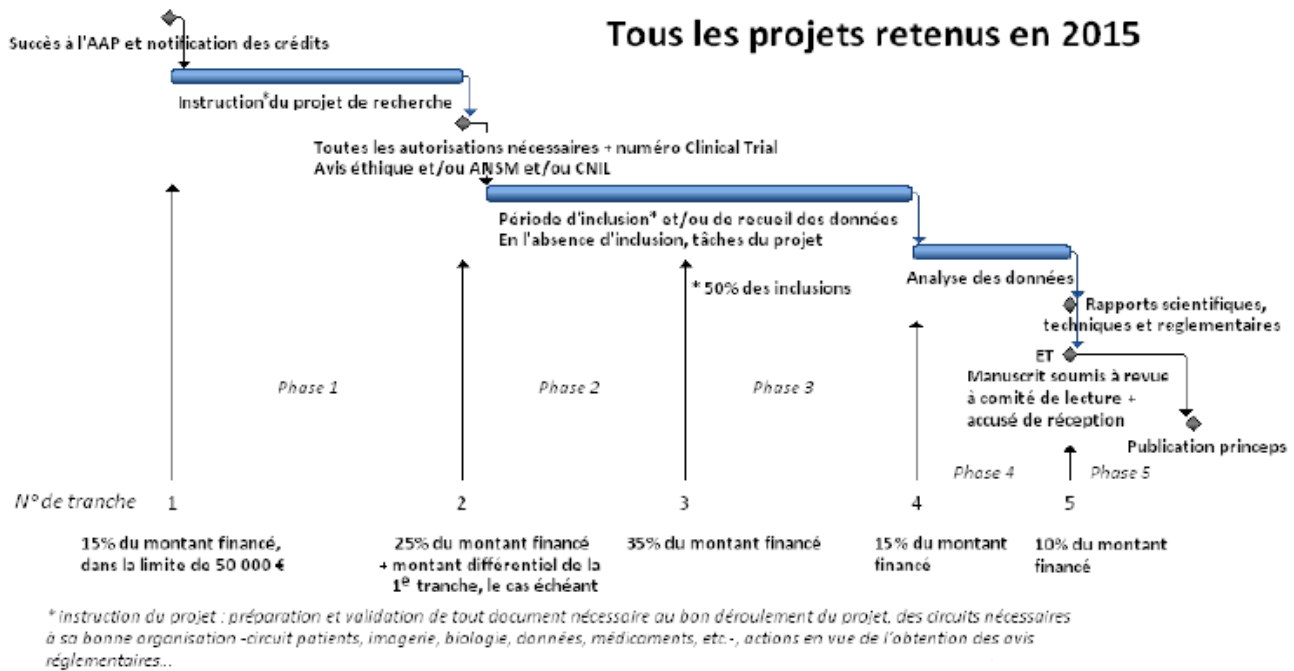 Tous les projets retenus en 2015
Succès à l'AAP et notification des crédits
Instruction*du projet de recherche
Toutes les autorisations nécessaires + numéro Clinical Trial
Avis éthique et/ou ANSM et/ou CNIL
Période d'inclusion* et/ou de recueil des données
En l'absence d'inclusion, tâches du projet
Analyse des données
* 50% des inclusions
Rapports scientifiques,
techniques et reglementaires
ET
Manuscrit soumis à revue
à comité de lecture +
accusé de réception
Publication princeps
Phase 1
Phase 2
Phase 3
Phase 4
Phase 5
N° de tranche 1 2 3 4 5
15% du montant financé,
dans la limite de 50 000 €
25% du montant financé
+ montant différentiel de la
1e tranche, le cas échéant
35% du montant financé
15% du montant
financé
10% du montant
financé
* instruction du projet : préparation et validation de tout document nécessaire au bon déroulement du projet, des circuits nécessaires
à sa bonne organisation -circuit patients, imagerie, biologie, données, médicaments, etc.-, actions en vue de l'obtention des avis
réglementaires...